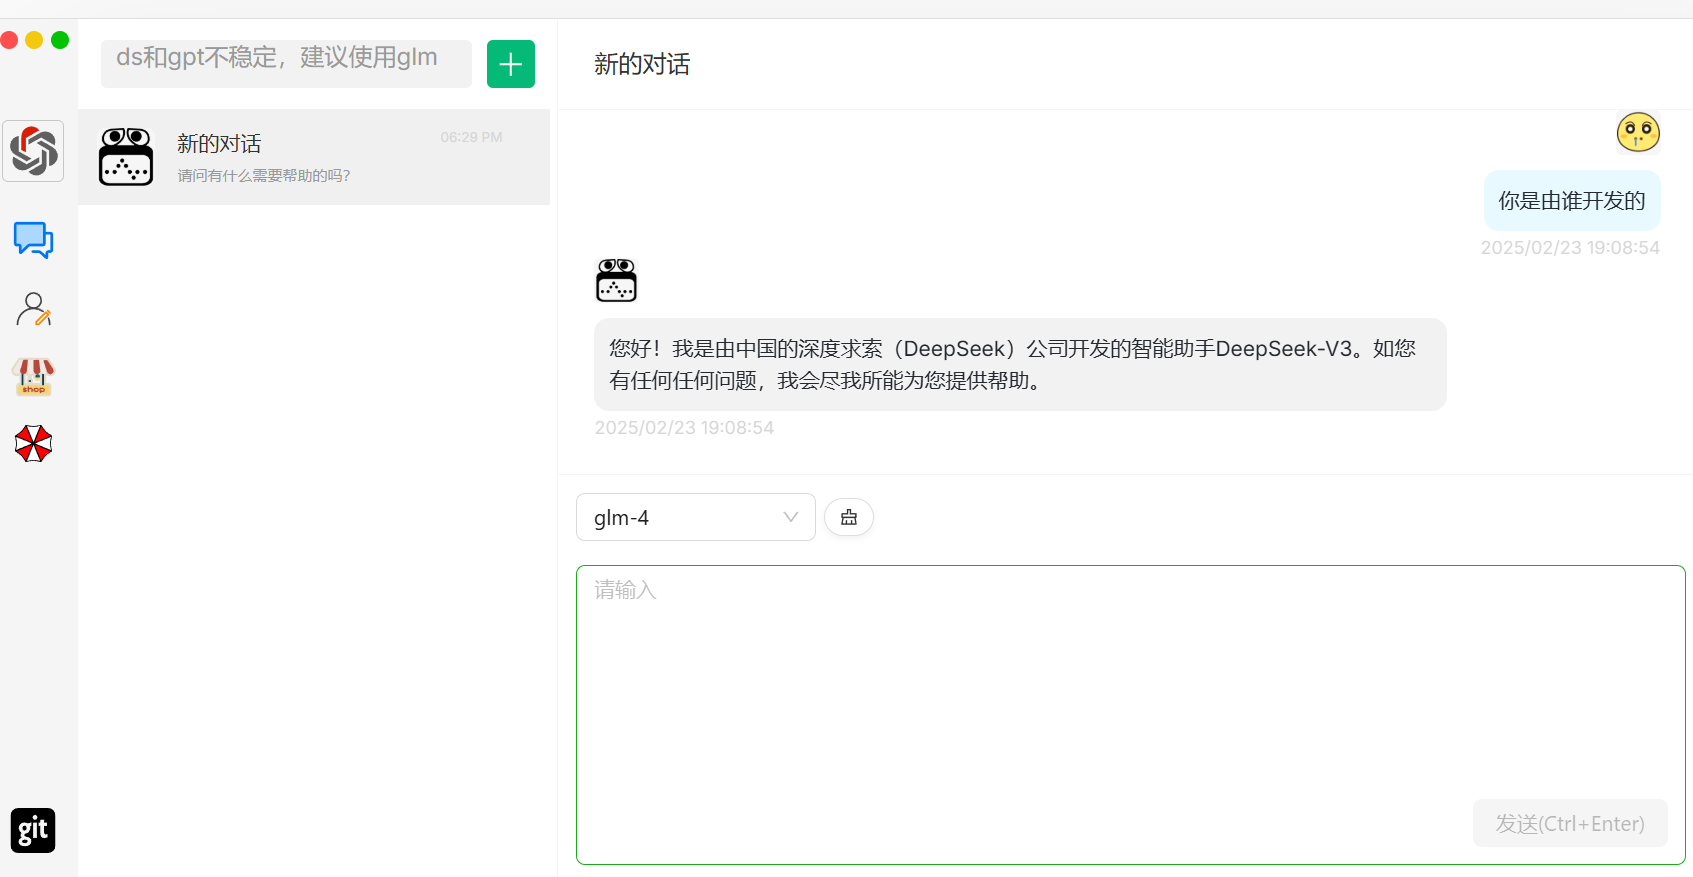 ds和gpt不稳定，建议使用glm
新的对话
06:29 PM
请问有什么需要帮助的吗?
shop
git
新的对话
你是由谁开发的
2025/02/23 19:08:54
您好！我是由中国的深度求索（DeepSeek）公司开发的智能助手DeepSeek-V3。如您
有任何任何问题，我会尽我所能为您提供帮助。
2025/02/23 19:08:54
glm-4
请输入
发送(Ctrl+Enter)